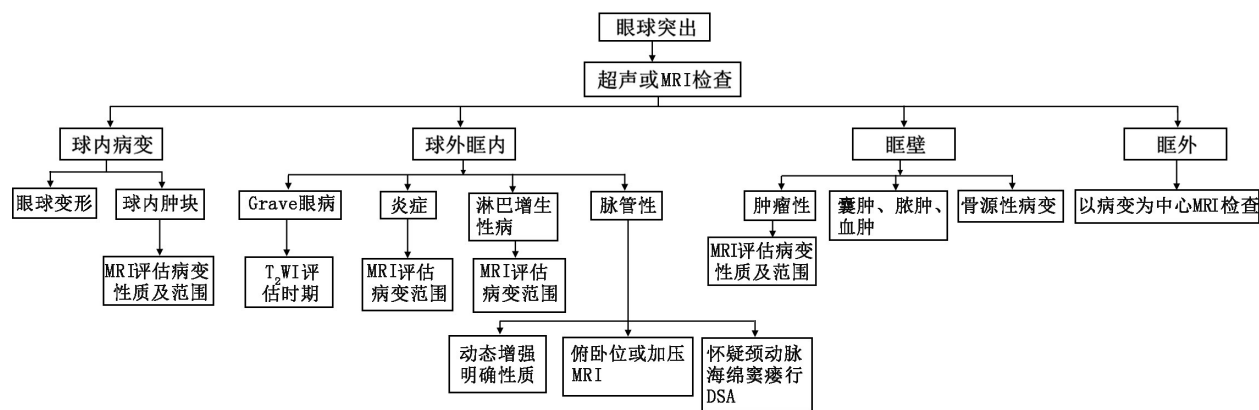 眼球突出
超声或MRI检查
球内病变
球外眶内
眶壁
眶外
眼球变形
球内肿块
Grave眼病
炎症
淋巴增生
性病
脉管性
肿瘤性
囊肿、脓肿、
血肿
骨源性病变
以病变为中心MRI检查
MRI评估病变
性质及范围
T₂WI评
估时期
MRI评估
病变范围
MRI评估
病变范围
MRI评估病变
性质及范围
动态增强
明确性质
俯卧位或加压
MRI
怀疑颈动脉
海绵窦瘘行
DSA